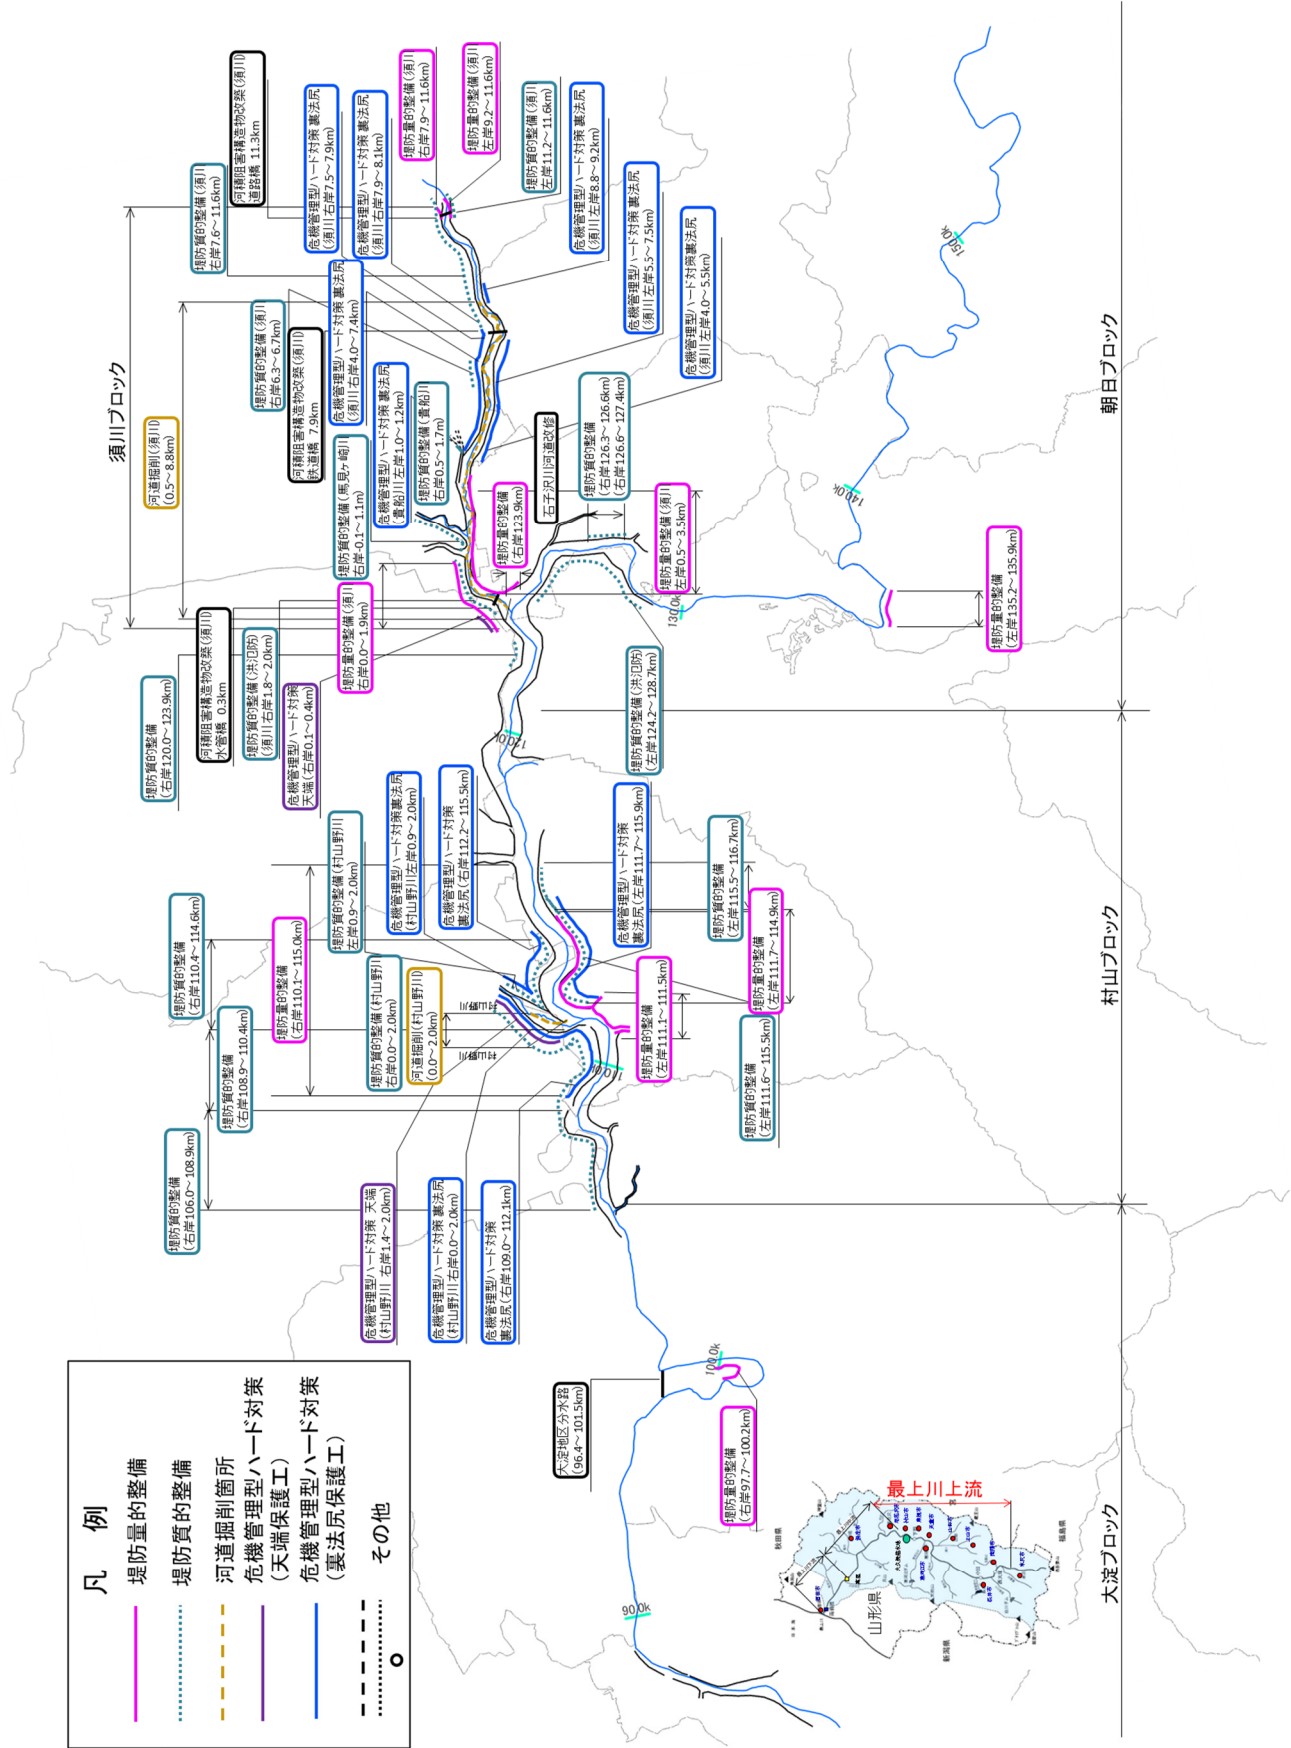 凡 例
堤防量的整備
堤防質的整備
河道掘削箇所
危機管理型ハード対策
(天端保護工)
危機管理型ハード対策
(裏法尻保護工)
その他
須川ブロック
河道掘削(須川)
(0.5～8.8km)
堤防質的整備(須川
右岸7.6～11.6km)
河積阻害構造物改築(須川)
道路橋 11.3km
危機管理型ハード対策 裏法尻
(須川 右岸7.5～7.9km)
危機管理型ハード対策 裏法尻
(須川 右岸7.9～8.1km)
堤防量的整備(須川
右岸7.9～11.6km)
堤防量的整備(須川
左岸9.2～11.6km)
堤防質的整備(須川
左岸11.2～11.6km)
危機管理型ハード対策 裏法尻
(須川 左岸8.8～9.2km)
危機管理型ハード対策 裏法尻
(須川 左岸5.5～7.5km)
危機管理型ハード対策裏法尻
(須川左岸4.0～5.5km)
堤防質的整備(須川
右岸6.3～6.7km)
河積阻害構造物改築(須川)
鉄道橋 7.9km
危機管理型ハード対策 裏法尻
(須川 右岸4.0～7.4km)
堤防質的整備(馬見ヶ崎川
右岸-0.1～1.1m)
危機管理型ハード対策 裏法尻
(貴船川 左岸1.0～1.2km)
堤防質的整備(貴船川
右岸0.5～1.7m)
堤防量的整備
(右岸123.9km)
石子沢川河道改修
堤防質的整備
(右岸126.3～126.6km)
(右岸126.6～127.4km)
堤防量的整備(須川
左岸0.5～3.5km)
堤防質的整備
(右岸120.0～123.9km)
河積阻害構造物改築(須川)
水管橋 0.3km
堤防質的整備(洪氾防)
(須川 右岸1.8～2.0km)
危機管理型ハード対策
天端(右岸0.1～0.4km)
堤防量的整備(須川
右岸0.0～1.9km)
堤防質的整備(洪氾防)
(左岸124.2～128.7km)
堤防量的整備
(左岸135.2～135.9km)
堤防質的整備
(右岸110.4～114.6km)
堤防質的整備
(右岸108.9～110.4km)
堤防量的整備
(右岸110.1～115.0km)
堤防質的整備(村山野川
左岸0.9～2.0km)
危機管理型ハード対策裏法尻
(村山野川左岸0.9～2.0km)
危機管理型ハード対策
裏法尻(右岸112.2～115.5km)
危機管理型ハード対策
裏法尻(左岸111.7～115.9km)
堤防質的整備
(左岸115.5～116.7km)
堤防量的整備
(左岸111.7～114.9km)
堤防量的整備
(左岸111.1～111.5km)
堤防質的整備
(左岸111.6～115.5km)
堤防質的整備(村山野川
右岸0.0～2.0km)
河道掘削(村山野川)
(0.0～2.0km)
村山野川
村山野川
堤防質的整備
(右岸106.0～108.9km)
危機管理型ハード対策 天端
(村山野川 右岸1.4～2.0km)
危機管理型ハード対策 裏法尻
(村山野川 右岸0.0～2.0km)
危機管理型ハード対策
裏法尻(右岸109.0～112.1km)
大淀地区分水路
(96.4～101.5km)
堤防量的整備
(右岸97.7～100.2km)
90.0k
100.0k
110.0k
120.0k
130.0k
140.0k
150.0k
大淀ブロック
村山ブロック
朝日ブロック
最上川上流
山形県
秋田県
新潟県
福島県